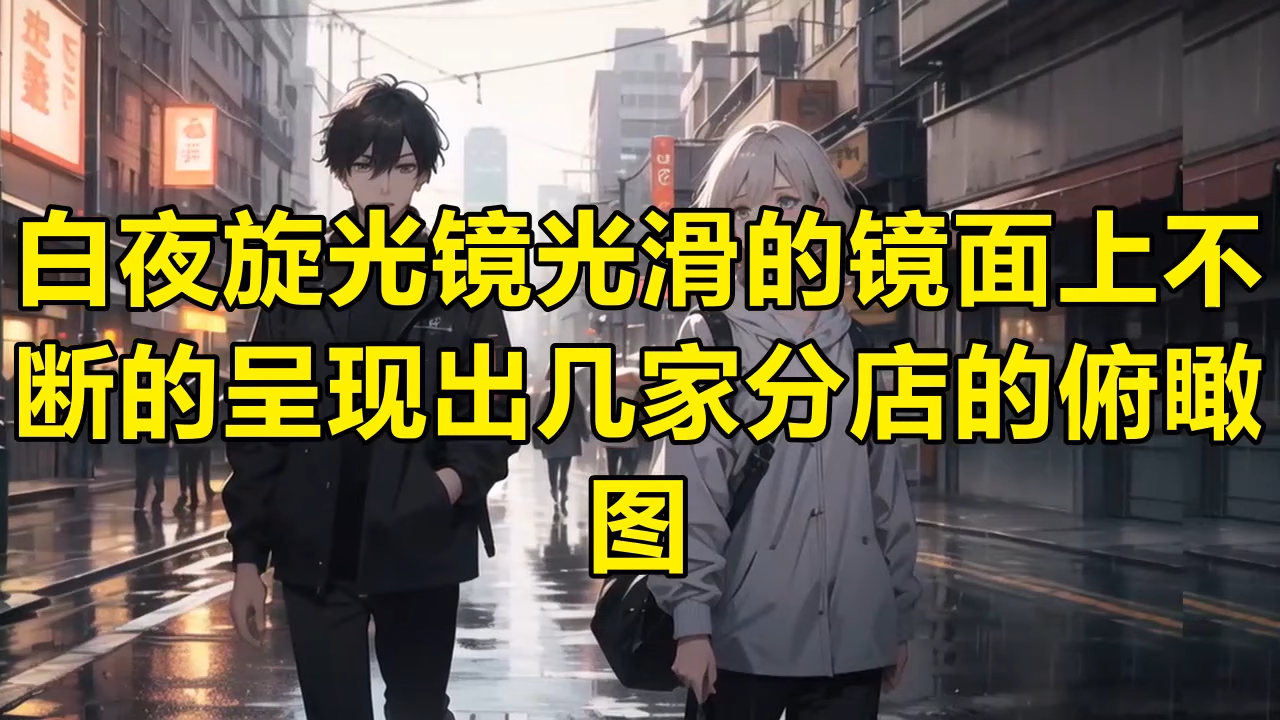 白夜旋光镜光滑的镜面上不
断的呈现出几家分店的俯瞰
图